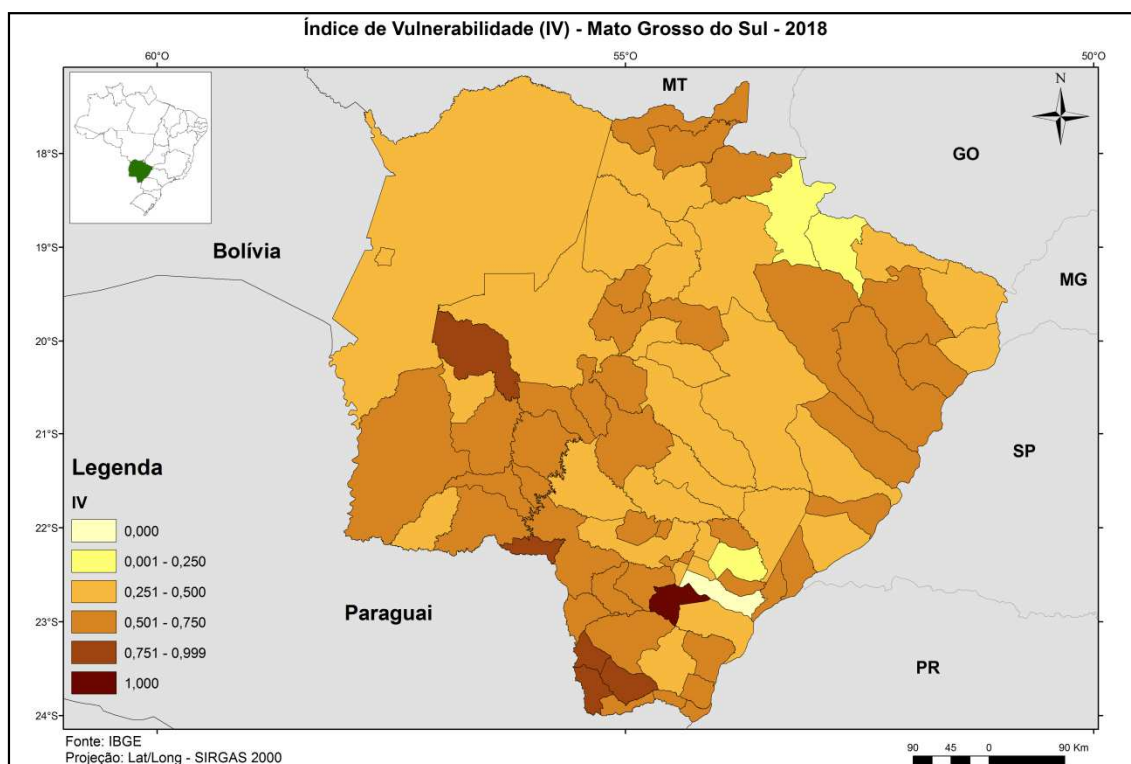 Índice de Vulnerabilidade (IV) - Mato Grosso do Sul - 2018
60°O
55°O
50°O
MT
N
18°S
GO
19°S
Bolívia
MG
20°S
21°S
SP
Legenda
IV
22°S
0,000
0,001 - 0,250
0,251 - 0,500
Paraguai
23°S
0,501 - 0,750
0,751 - 0,999
PR
1,000
24°S
Fonte: IBGE
Projeção: Lat/Long - SIRGAS 2000
90 45 0 90 Km